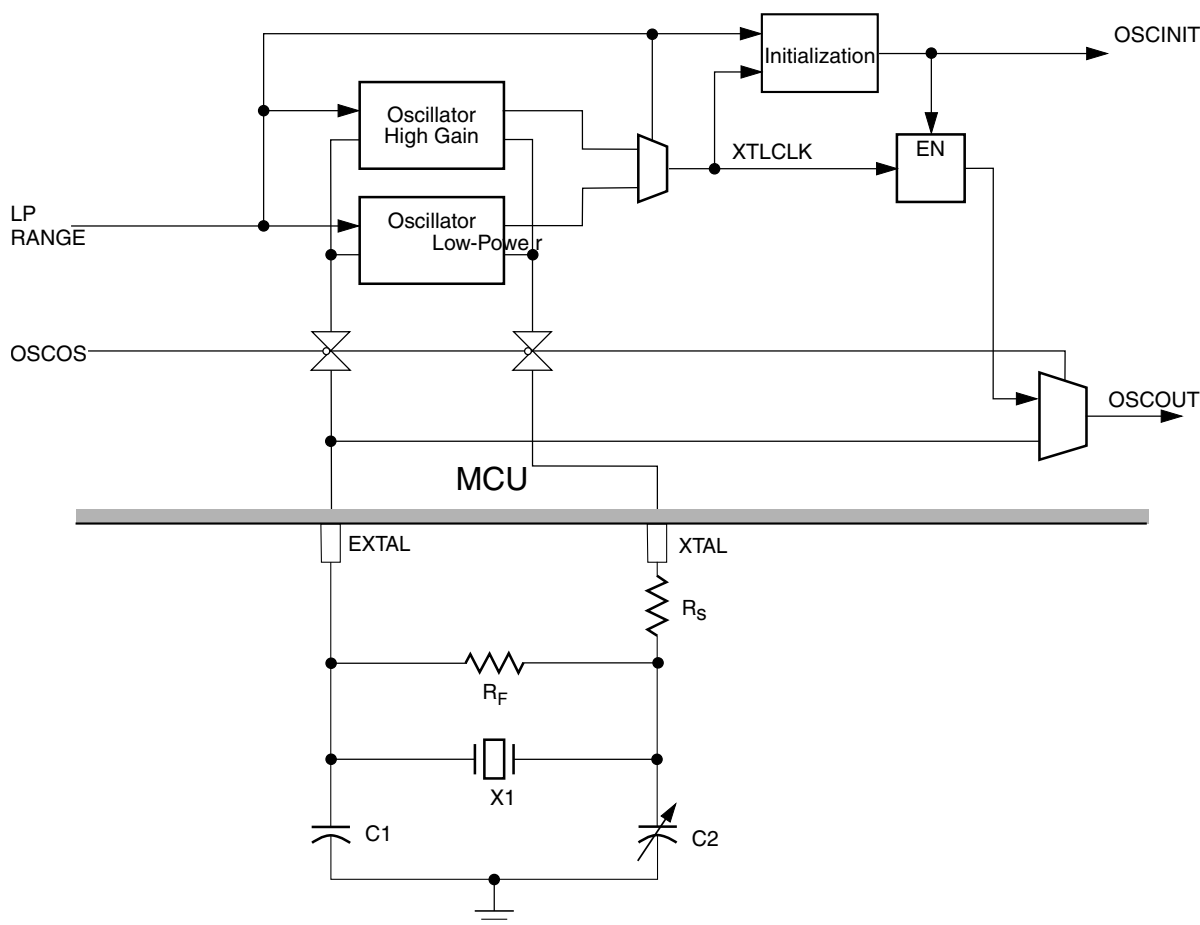 OSCINIT
Initialization
Oscillator
High Gain
XTLCLK
EN
LP
RANGE
Oscillator
Low-Powe r
OSCOS
OSCOUT
MCU
EXTAL
XTAL
RS
RF
X1
C1
C2